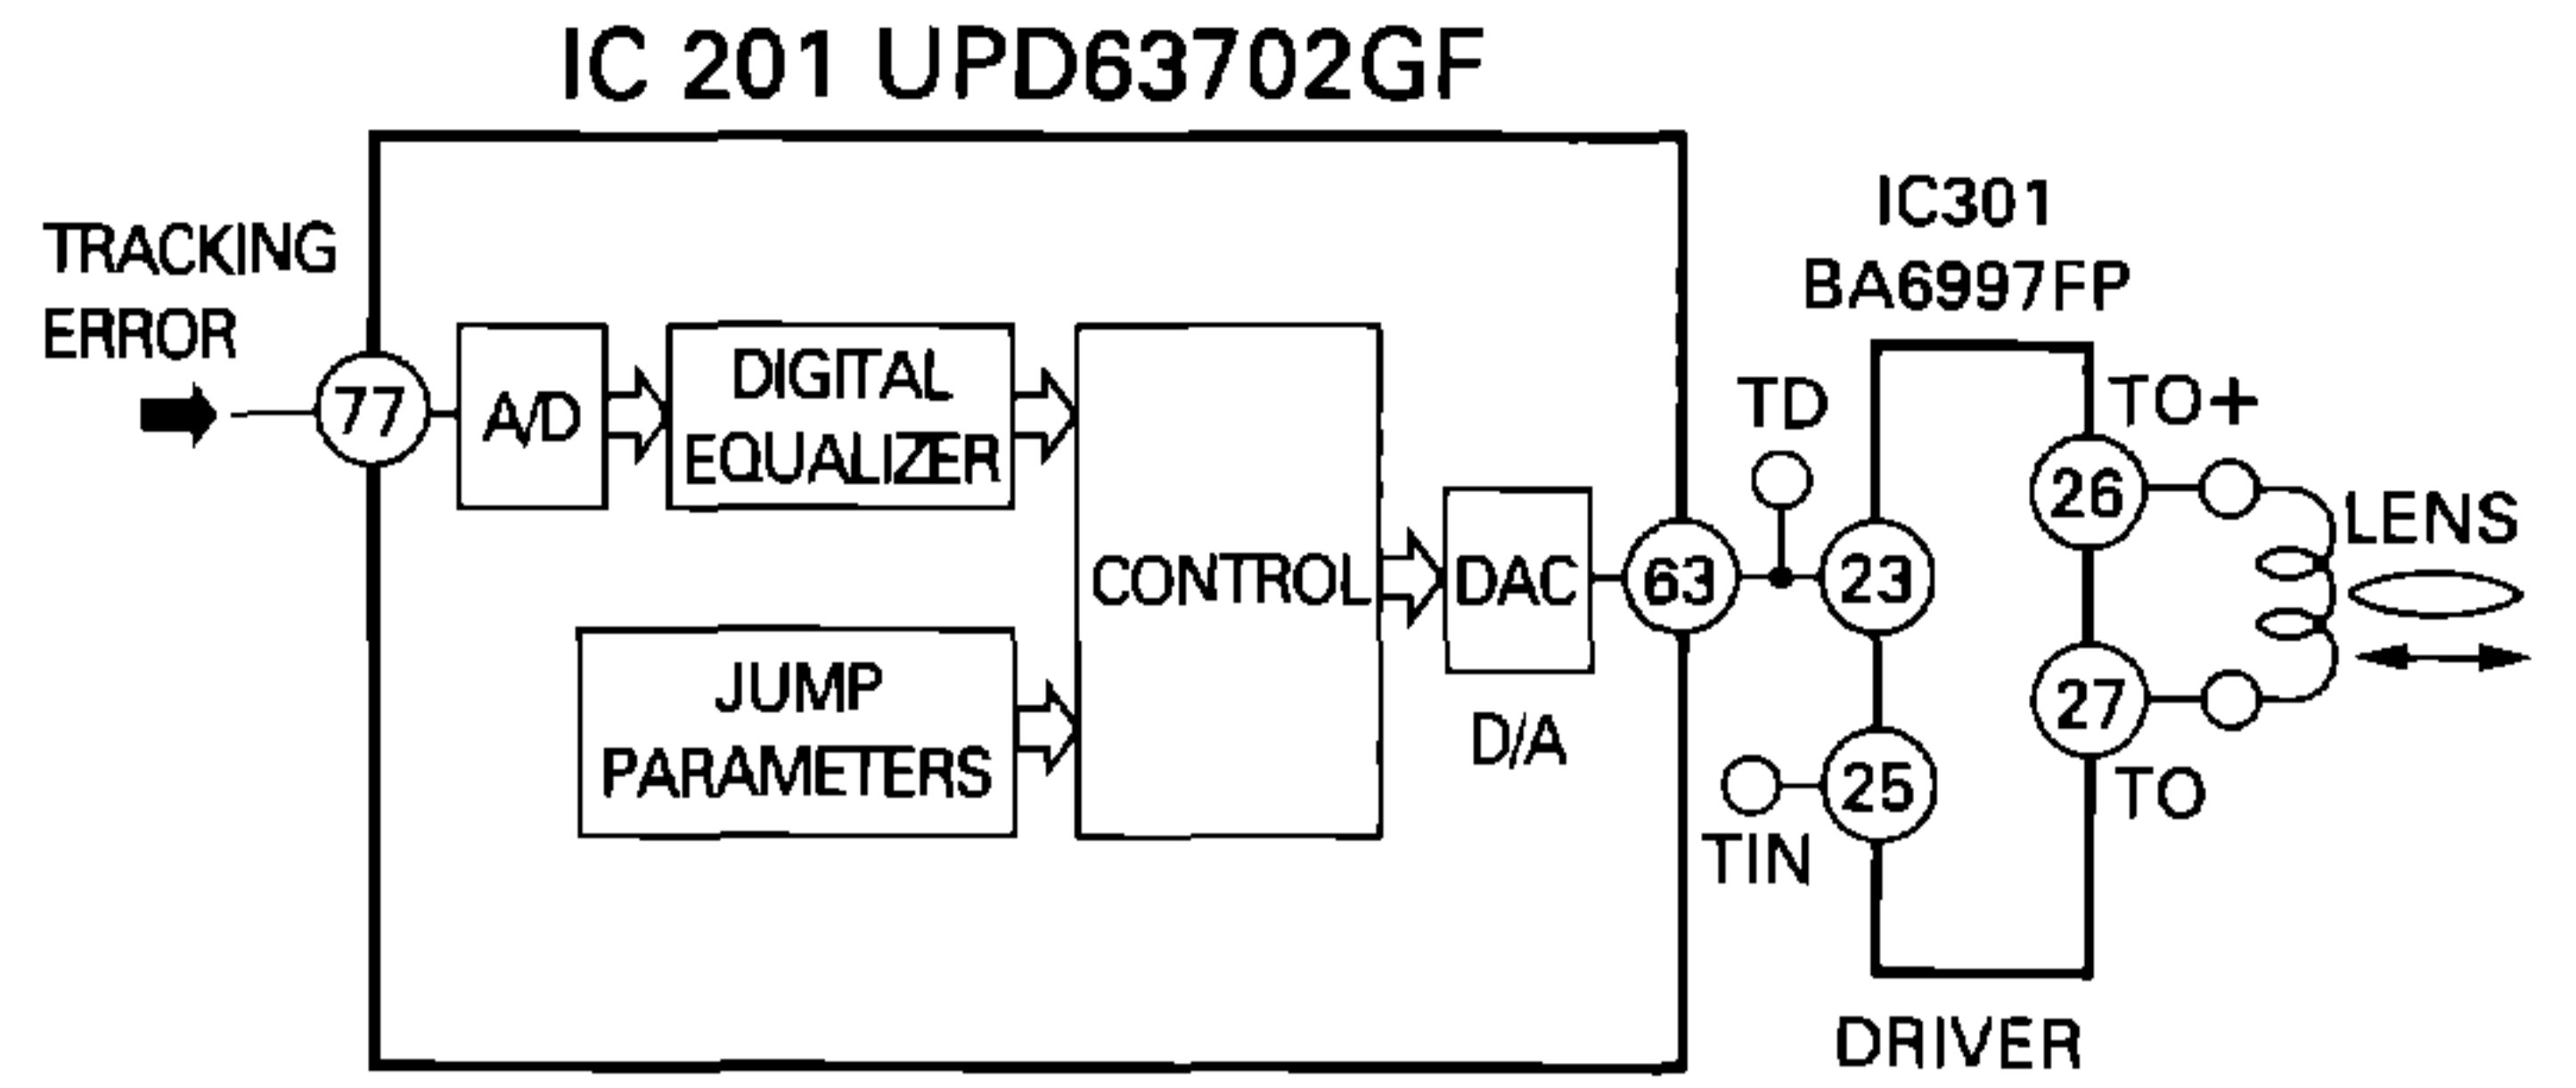 IC 201 UPD63702GF
TRACKING
ERROR
77
A/D
DIGITAL
EQUALIZER
JUMP
PARAMETERS
CONTROL
DAC
D/A
63
TD
TIN
IC301
BA6997FP
23
25
26
27
TO+
TO
LENS
DRIVER